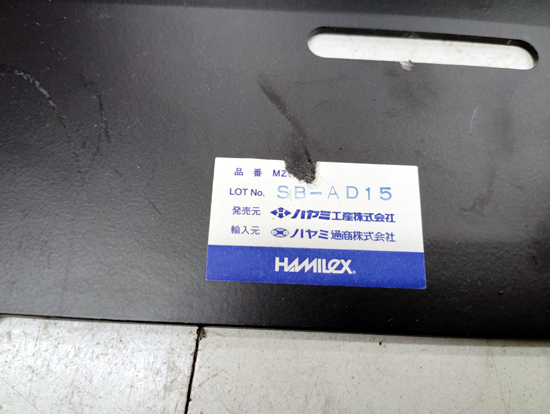 品番 MZ
LOT No. SB-AD15
発売元 ハヤミ工産株式会社
輸入元 ハヤミ通商株式会社
HAMILEX